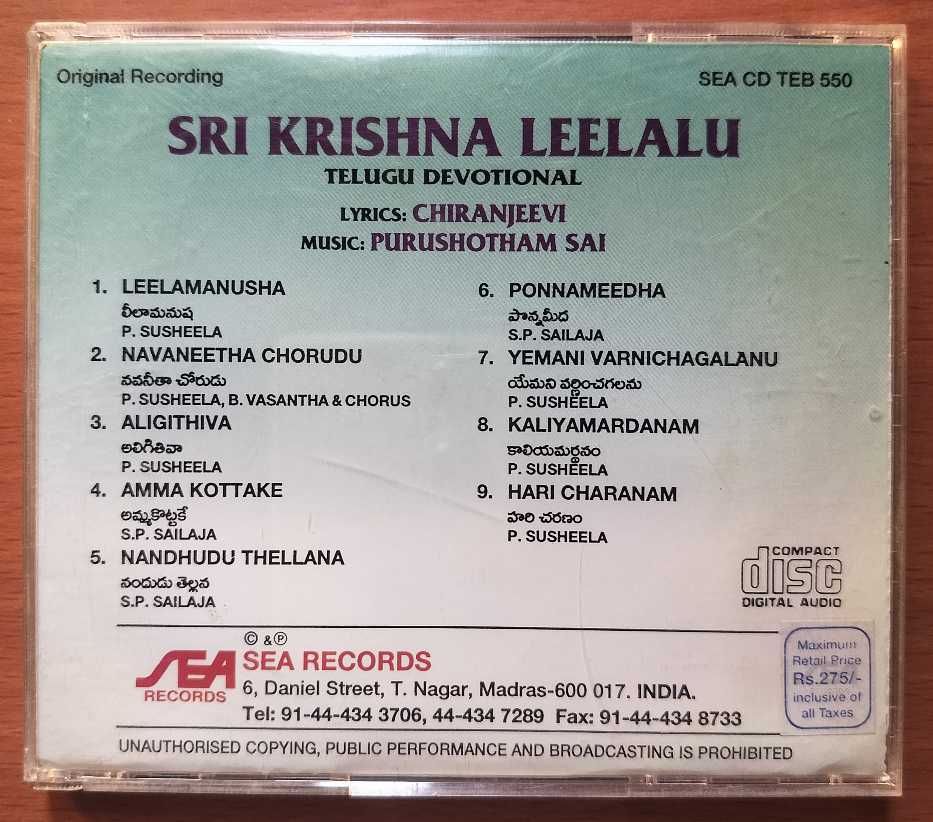 Original Recording
SEA CD TEB 550
SRI KRISHNA LEELALU
TELUGU DEVOTIONAL
LYRICS: CHIRANJEEVI
MUSIC: PURUSHOTHAM SAI
1. LEELAMANUSHA
లీలామనుష
P. SUSHEELA
2. NAVANEETHA CHORUDU
నవనీతా చోరుడు
P. SUSHEELA, B. VASANTHA & CHORUS
3. ALIGITHIVA
అలిగితివా
P. SUSHEELA
4. AMMA KOTTAKE
అమ్మకొట్టకే
S.P. SAILAJA
5. NANDHUDU THELLANA
నందుడు తెల్లన
S.P. SAILAJA
6. PONNAMEEDHA
పొన్నమీద
S.P. SAILAJA
7. YEMANI VARNICHAGALANU
యేమని వర్ణించగలను
P. SUSHEELA
8. KALIYAMARDANAM
కాలియమర్థనం
P. SUSHEELA
9. HARI CHARANAM
హరి చరణం
P. SUSHEELA
COMPACT
disc
DIGITAL AUDIO
© & ℗
SEA
RECORDS
SEA RECORDS
6, Daniel Street, T. Nagar, Madras-600 017. INDIA.
Tel: 91-44-434 3706, 44-434 7289 Fax: 91-44-434 8733
Maximum
Retail Price
Rs.275/-
inclusive of
all Taxes
UNAUTHORISED COPYING, PUBLIC PERFORMANCE AND BROADCASTING IS PROHIBITED